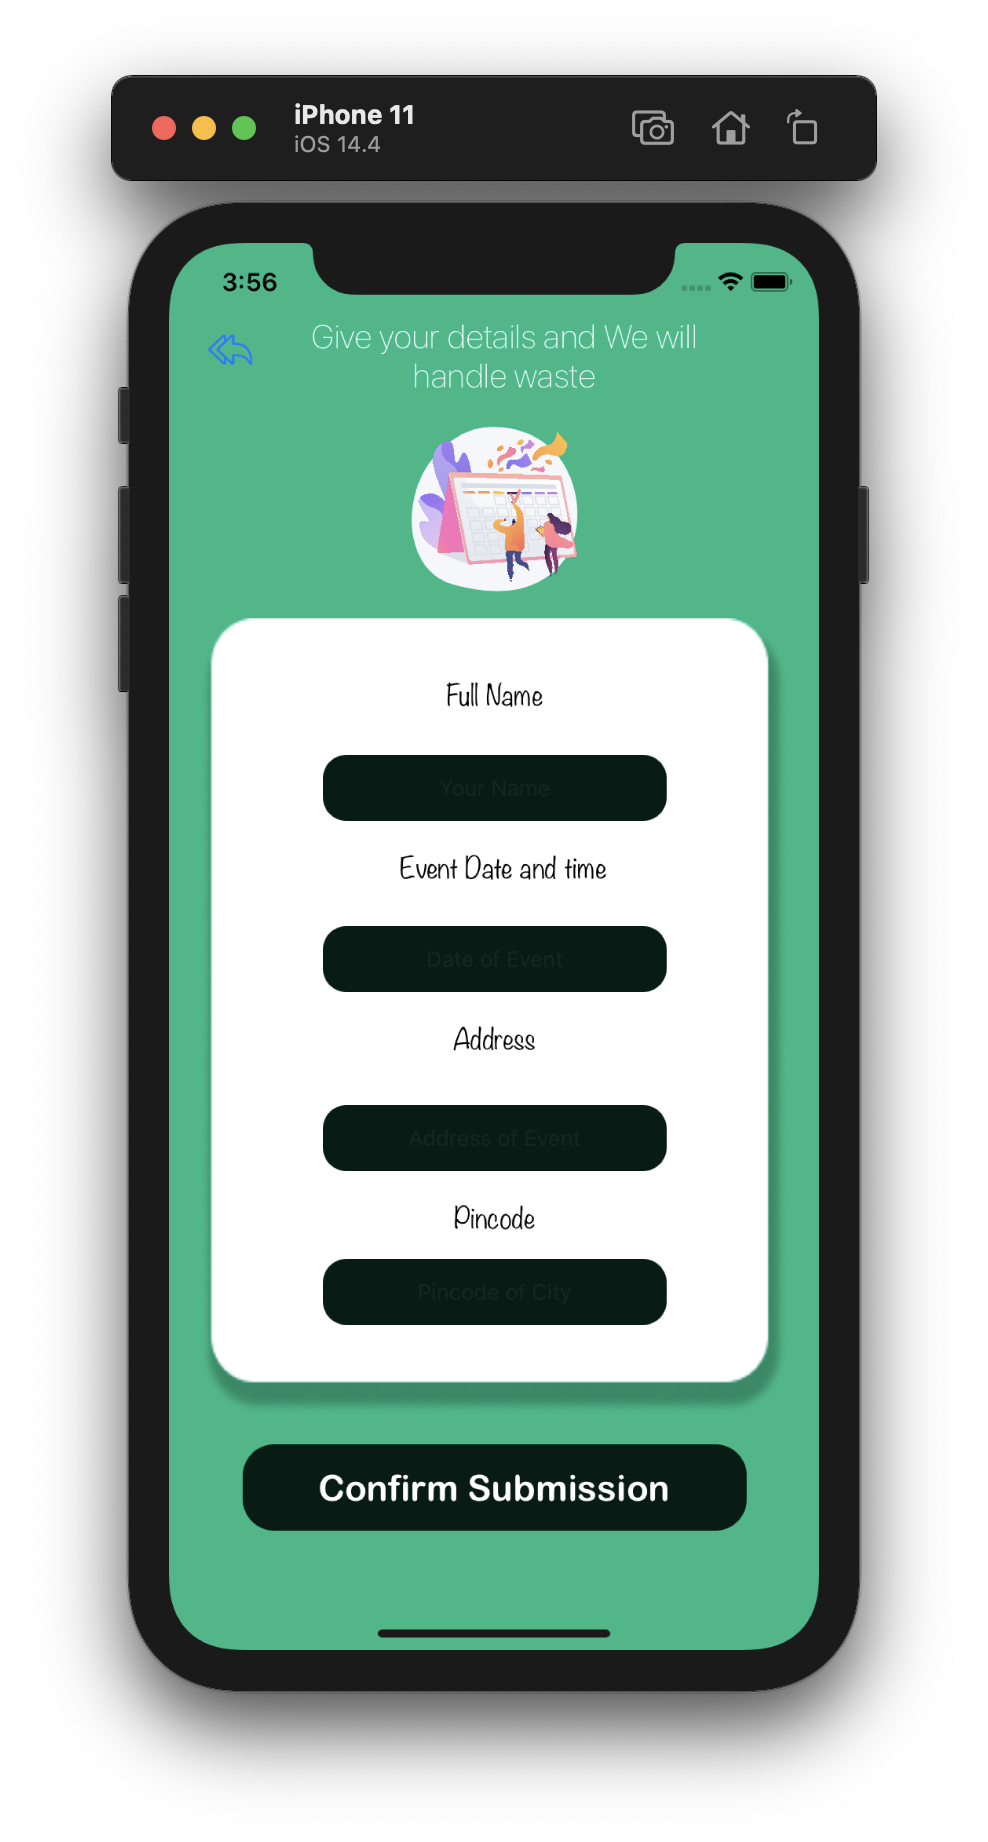 iPhone 11
iOS 14.4
3:56
Give your details and We will
handle waste
Full Name
Your Name
Event Date and time
Date of Event
Address
Address of Event
Pincode
Pincode of City
Confirm Submission